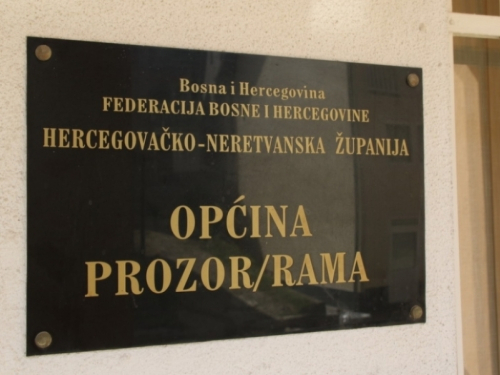 Bosna i Hercegovina
FEDERACIJA BOSNE I HERCEGOVINE
HERCEGOVAČKO-NERETVANSKA ŽUPANIJA
OPĆINA
PROZOR/RAMA